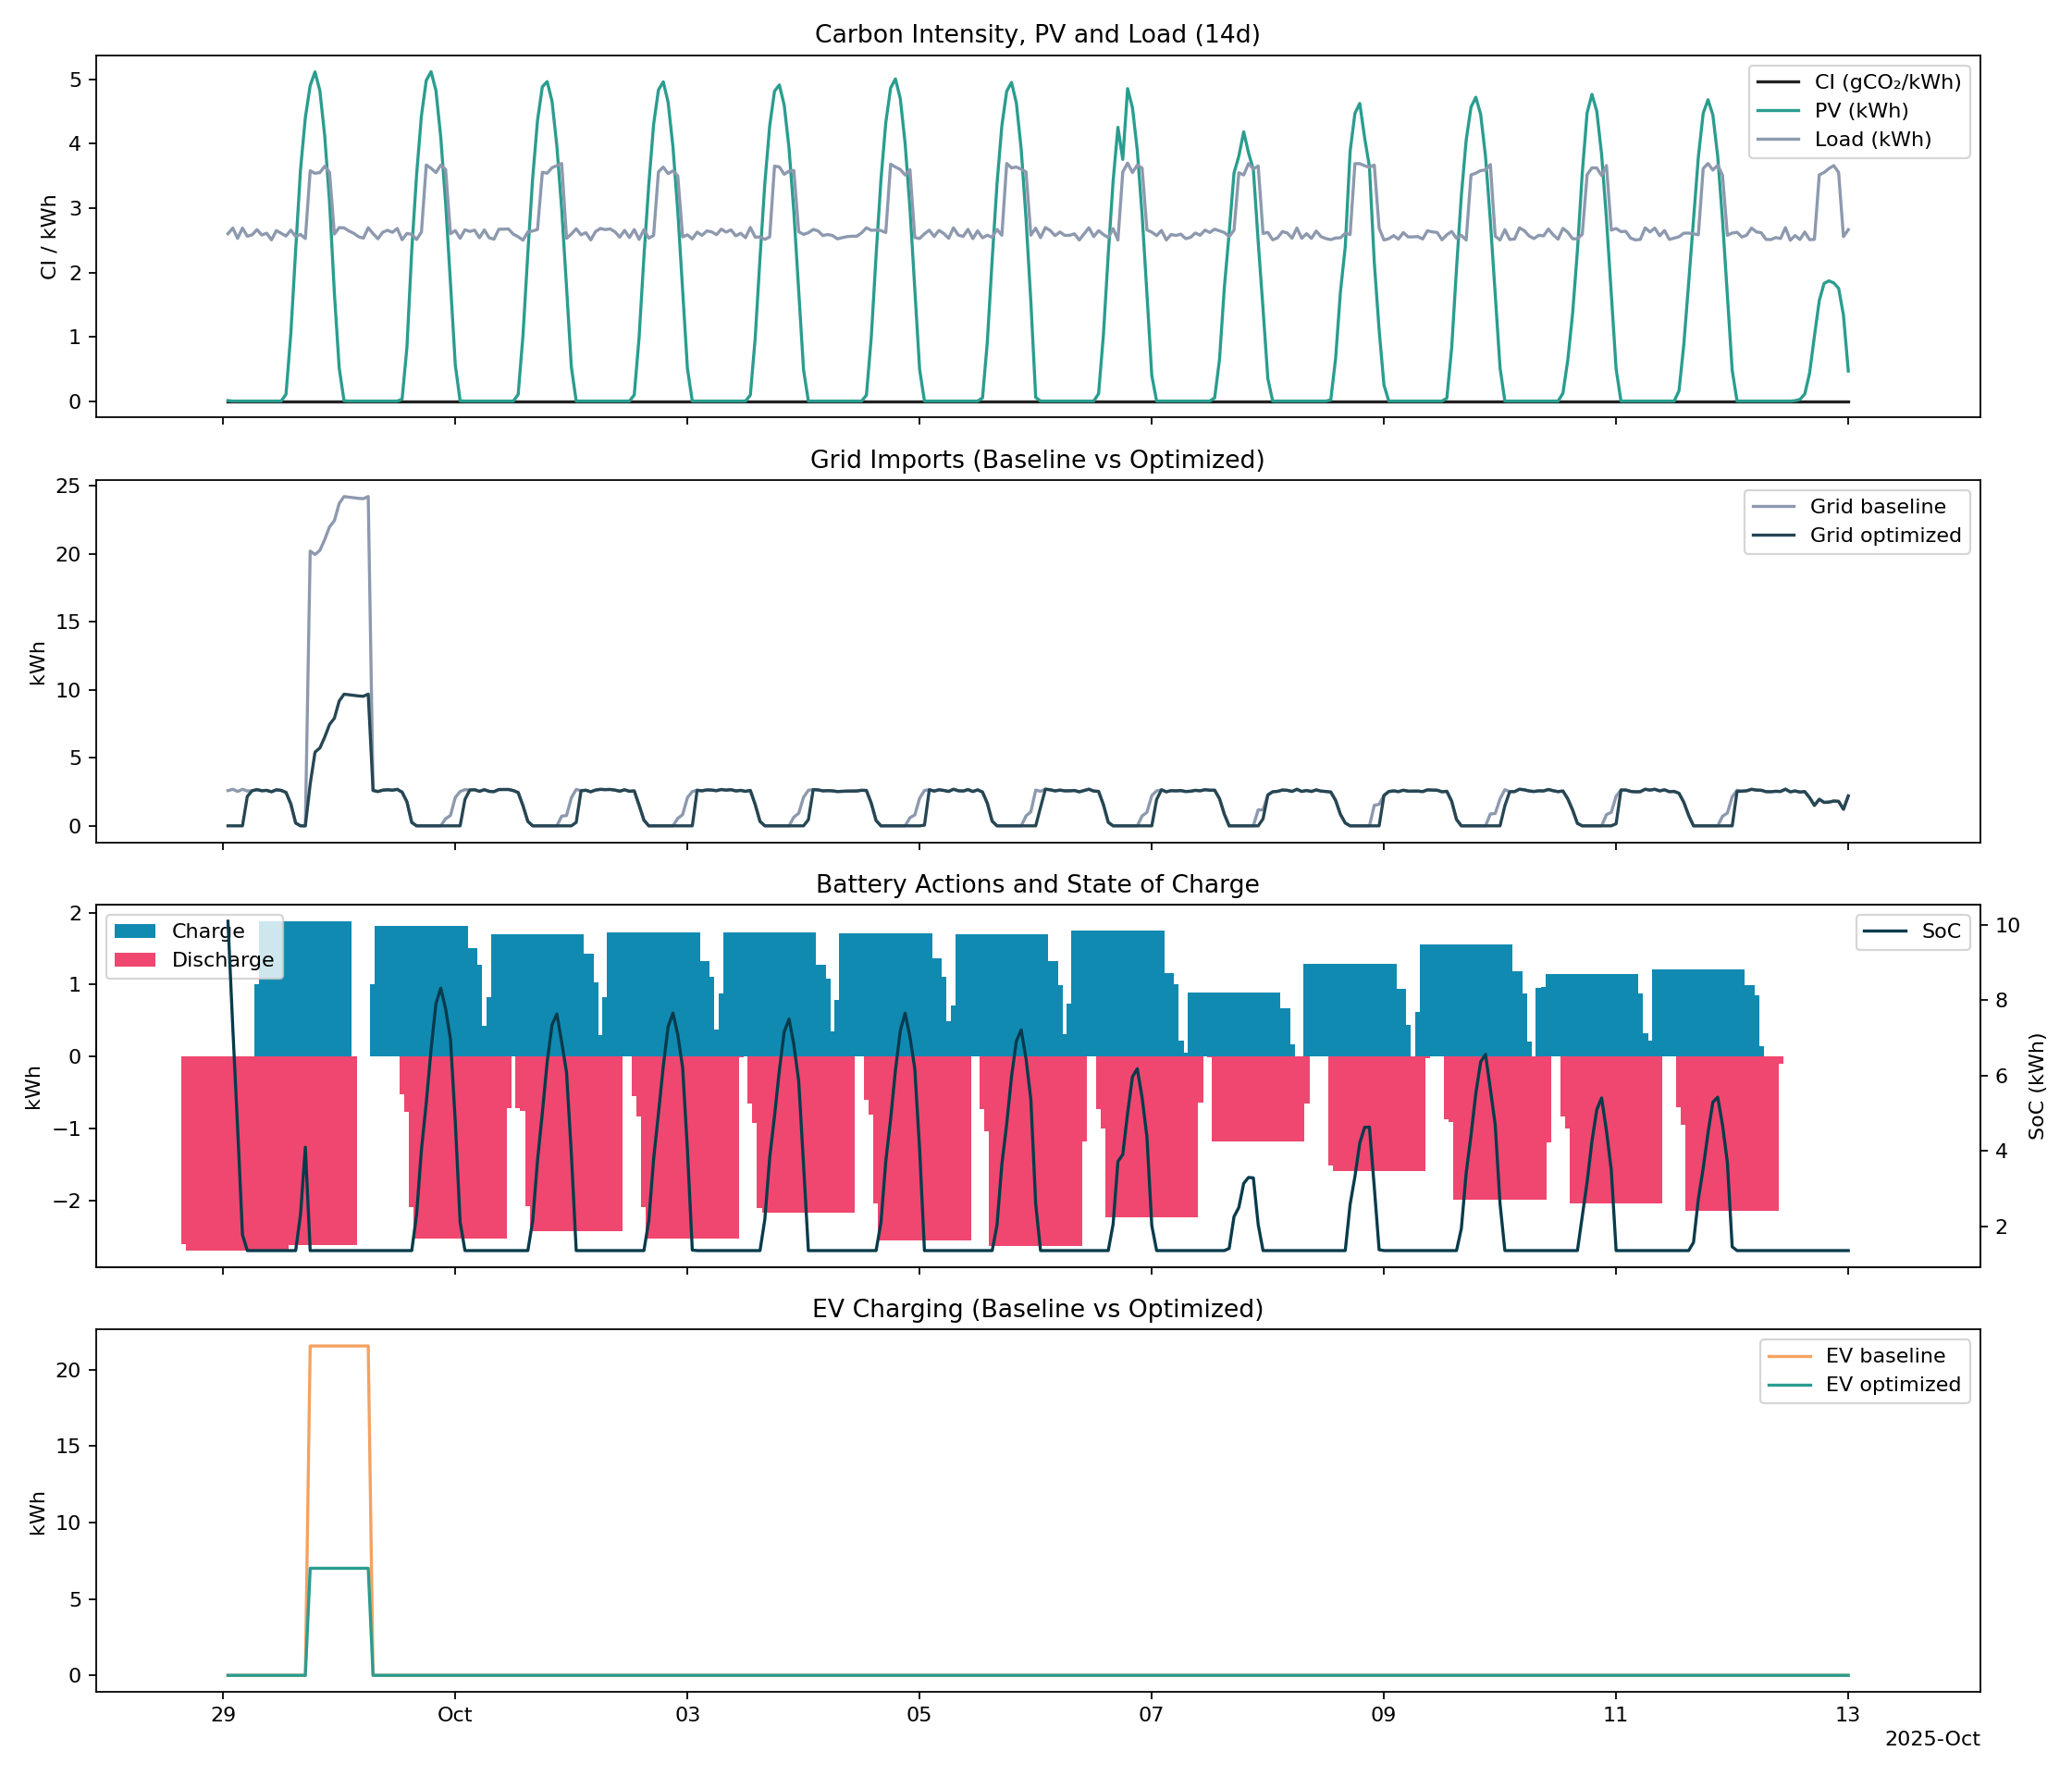 Carbon Intensity, PV and Load (14d)
CI / kWh
5
4
3
2
1
0
CI (gCO₂/kWh)
PV (kWh)
Load (kWh)
Grid Imports (Baseline vs Optimized)
kWh
25
20
15
10
5
0
Grid baseline
Grid optimized
Battery Actions and State of Charge
kWh
2
1
0
−1
−2
Charge
Discharge
SoC
10
8
6
4
2
SoC (kWh)
EV Charging (Baseline vs Optimized)
kWh
20
15
10
5
0
EV baseline
EV optimized
29 Oct 03 05 07 09 11 13
2025-Oct